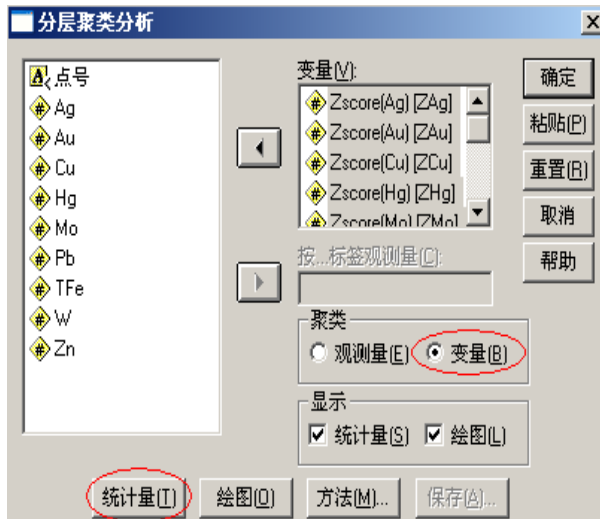 分层聚类分析
点号
Ag
Au
Cu
Hg
Mo
Pb
TFe
W
Zn
变量(V):
Zscore(Ag) [ZAg]
Zscore(Au) [ZAu]
Zscore(Cu) [ZCu]
Zscore(Hg) [ZHg]
Zscore(Mo) [ZMo]
按...标签观测量(C):
聚类
观测量(E) 变量(B)
显示
统计量(S) 绘图(L)
确定
粘贴(P)
重置(R)
取消
帮助
统计量(T) 绘图(O) 方法(M)... 保存(A)...